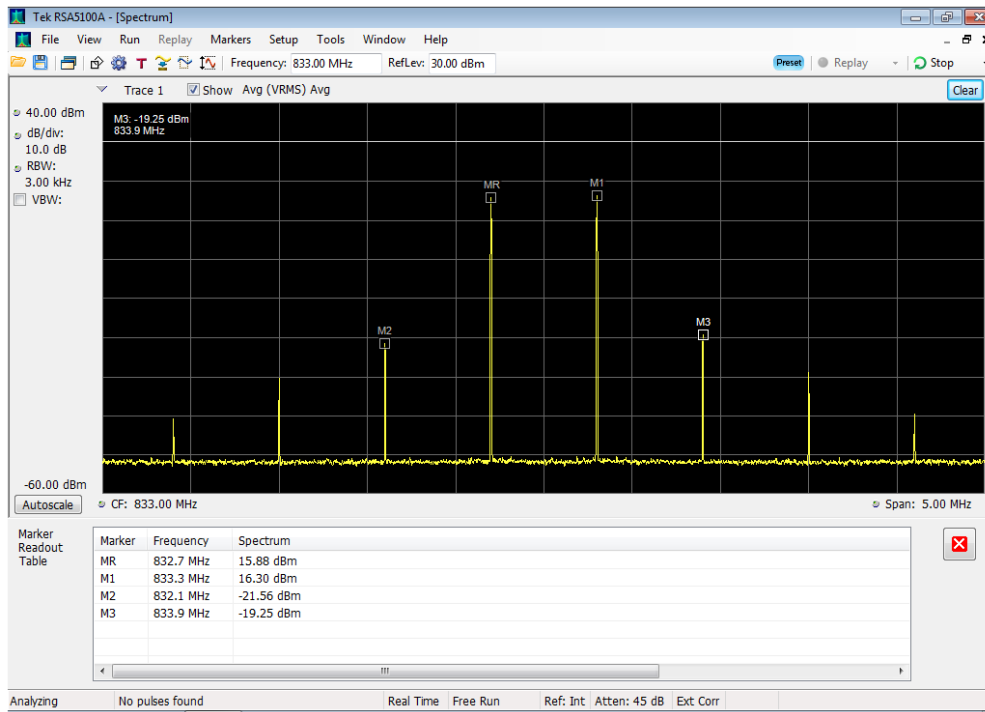 Tek RSA5100A - [Spectrum]
File View Run Replay Markers Setup Tools Window Help
T Frequency: 833.00 MHz RefLev: 30.00 dBm Preset Replay Stop
Trace 1 Show Avg (VRMS) Avg Clear
40.00 dBm
dB/div:
10.0 dB
RBW:
3.00 kHz
VBW:
M3: -19.25 dBm
833.9 MHz
MR M1
M3
M2
-60.00 dBm
Autoscale CF: 833.00 MHz Span: 5.00 MHz
Marker
Readout
Table
Marker Frequency Spectrum
MR 832.7 MHz 15.88 dBm
M1 833.3 MHz 16.30 dBm
M2 832.1 MHz -21.56 dBm
M3 833.9 MHz -19.25 dBm
Analyzing No pulses found Real Time Free Run Ref: Int Atten: 45 dB Ext Corr